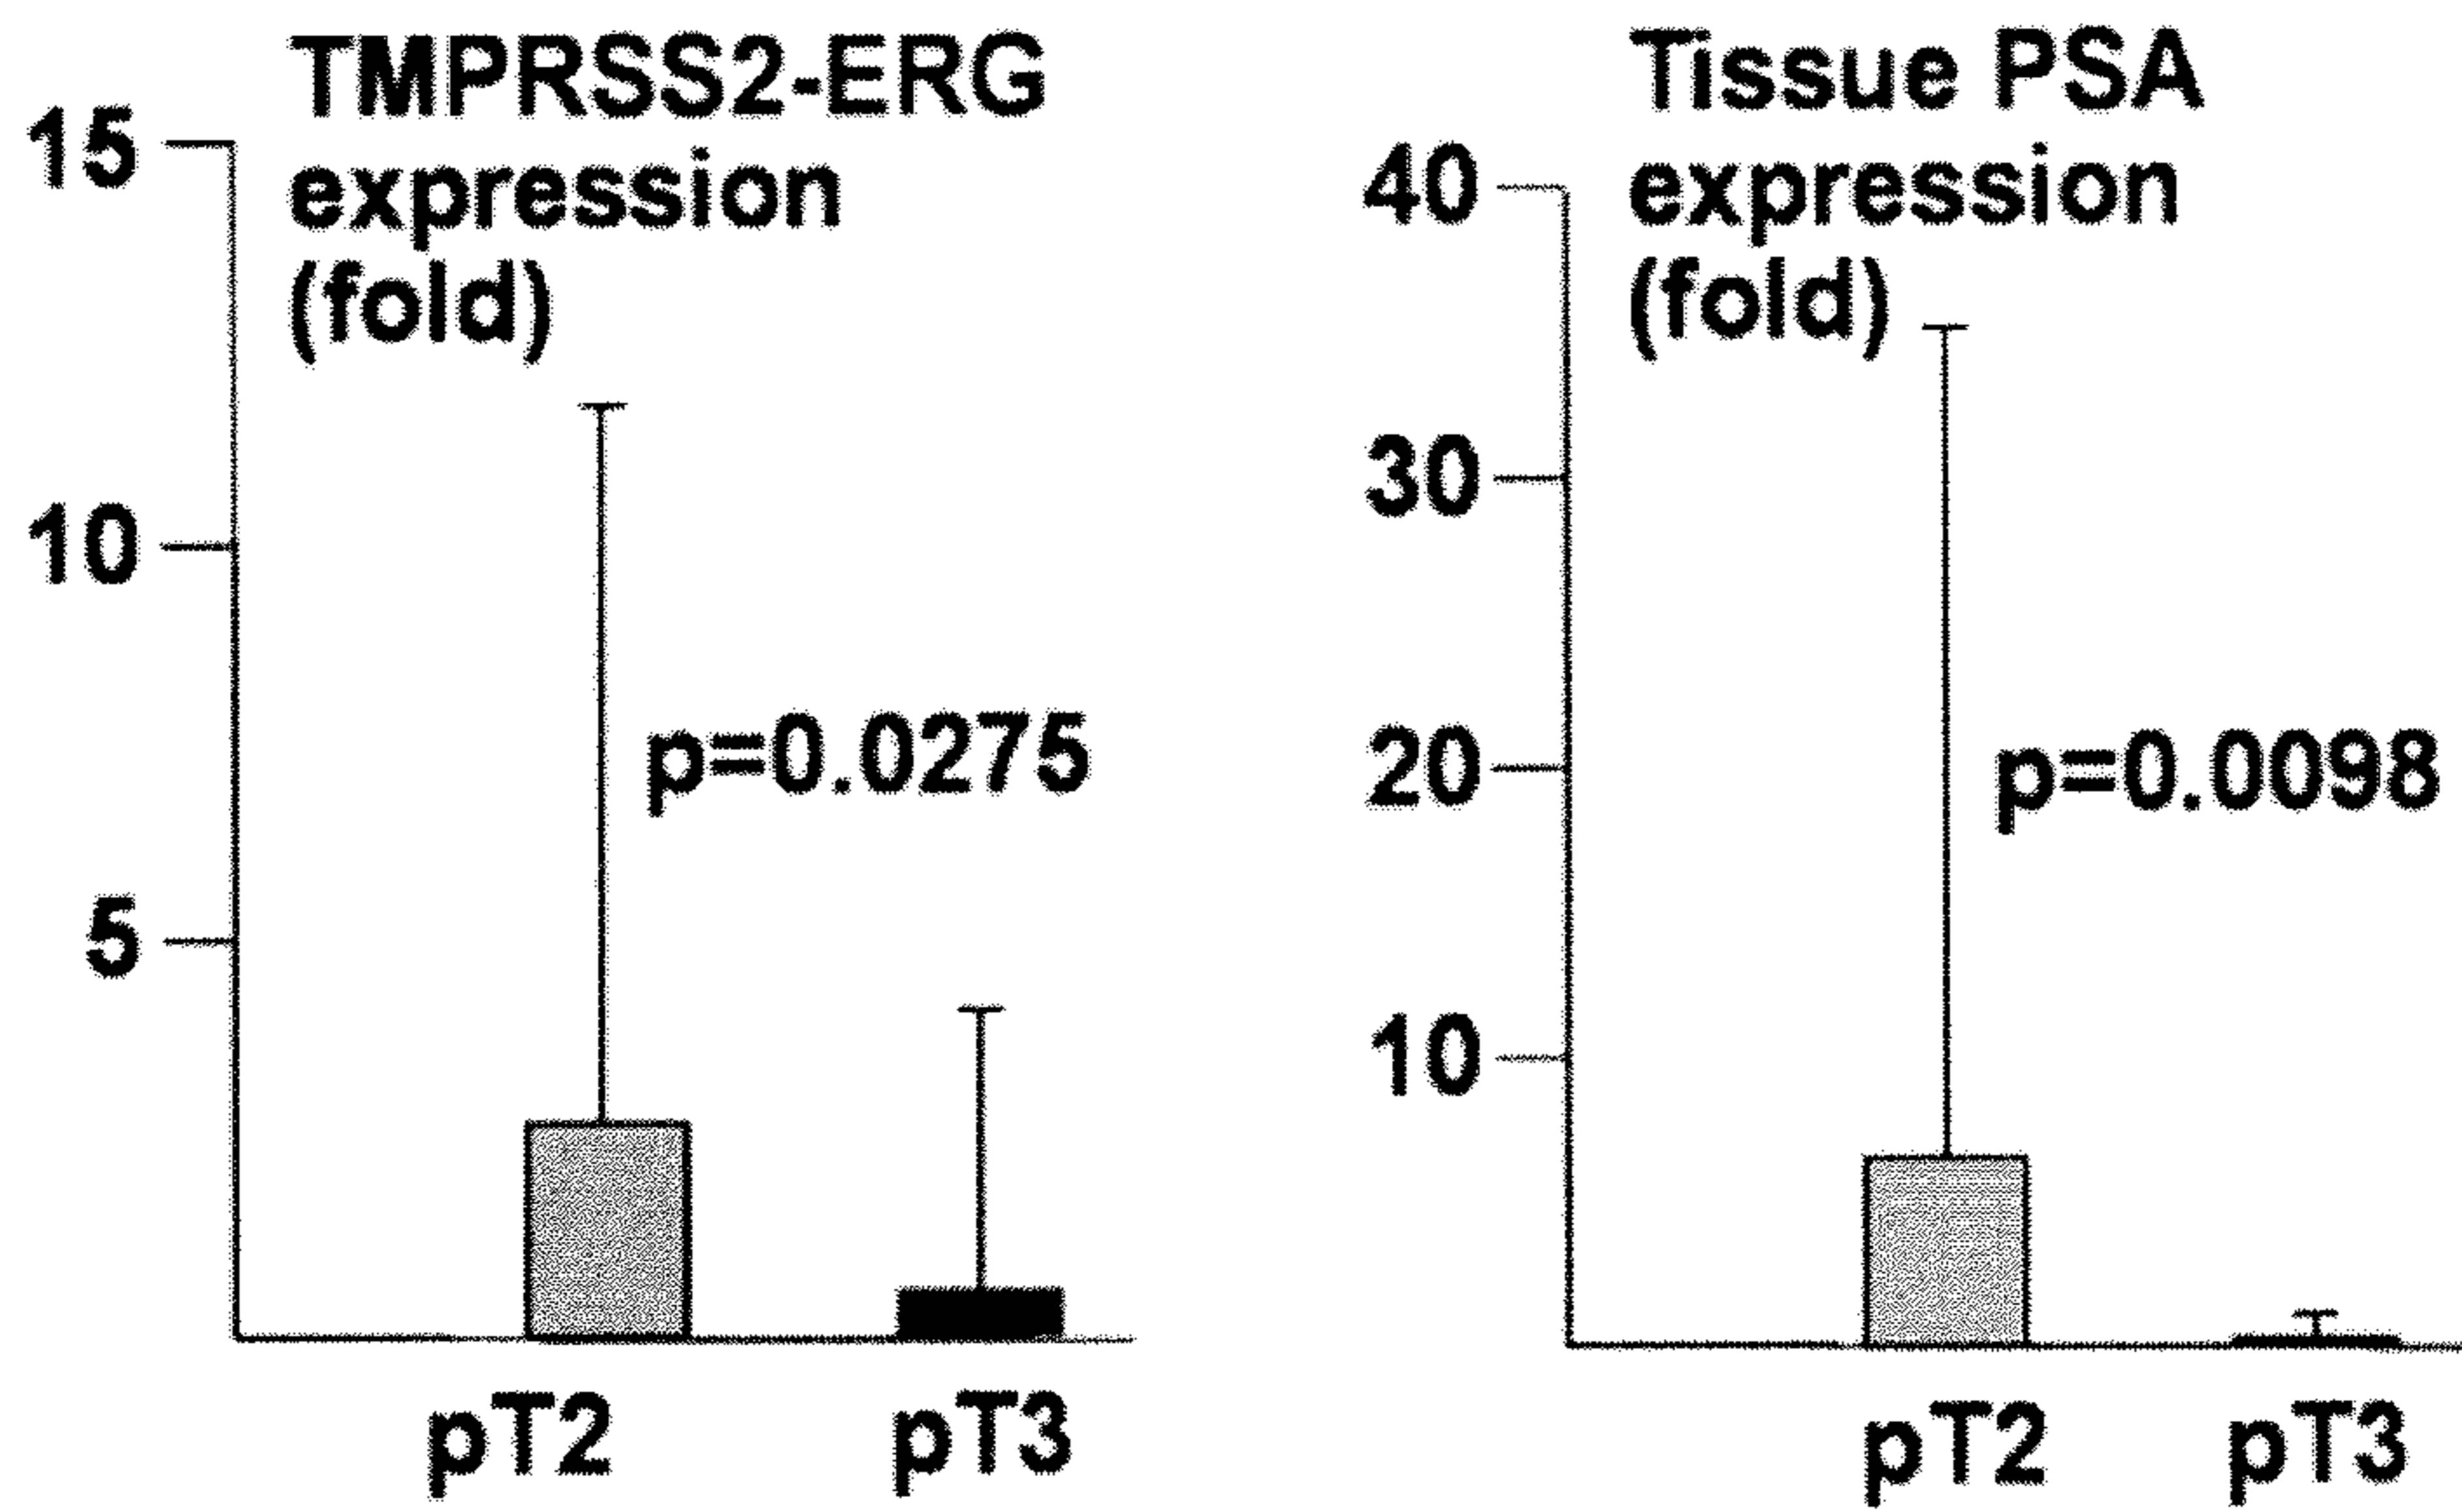 TMPRSS2-ERG
expression
(fold)
15
10
5
p=0.0275
pT2 pT3
Tissue PSA
expression
(fold)
40
30
20
10
p=0.0098
pT2 pT3